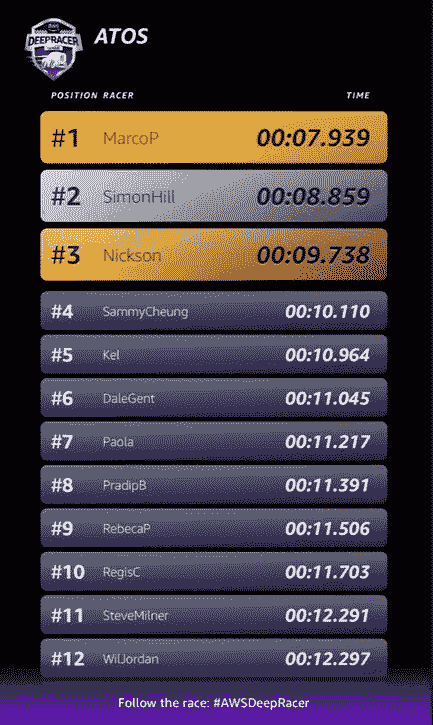 AWS
DEEPRACER
ATOS
POSITION RACER TIME
#1 MarcoP 00:07.939
#2 SimonHill 00:08.859
#3 Nickson 00:09.738
#4 SammyCheung 00:10.110
#5 Kel 00:10.964
#6 DaleGent 00:11.045
#7 Paola 00:11.217
#8 PradipB 00:11.391
#9 RebecaP 00:11.506
#10 RegisC 00:11.703
#11 SteveMilner 00:12.291
#12 WilJordan 00:12.297
Follow the race: #AWSDeepRacer